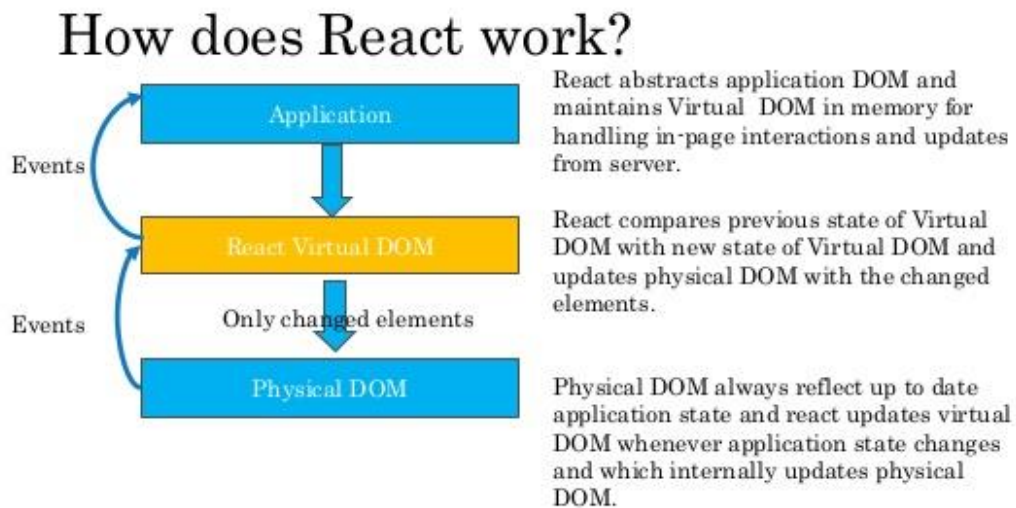 How does React work?
Application
React abstracts application DOM and
maintains Virtual DOM in memory for
handling in-page interactions and updates
from server.
Events
React Virtual DOM
React compares previous state of Virtual
DOM with new state of Virtual DOM and
updates physical DOM with the changed
elements.
Events
Only changed elements
Physical DOM
Physical DOM always reflect up to date
application state and react updates virtual
DOM whenever application state changes
and which internally updates physical
DOM.